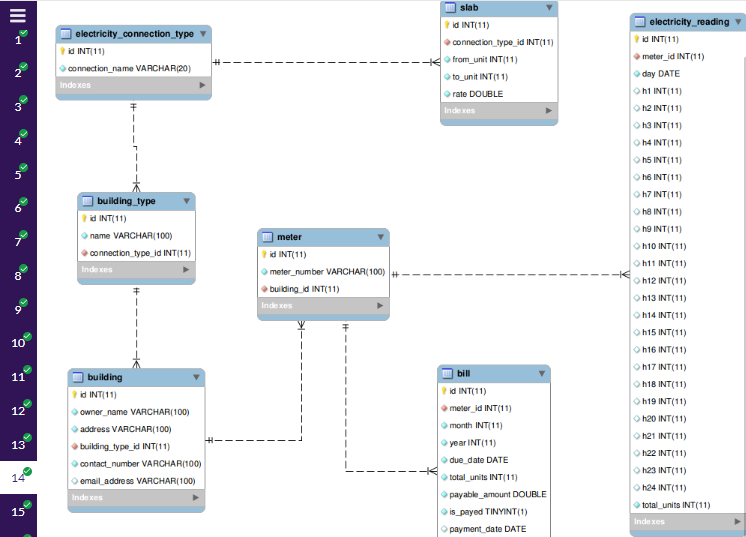 1
2
3
4
5
6
7
8
9
10
11
12
13
14
15
electricity_connection_type
id INT(11)
connection_name VARCHAR(20)
Indexes
slab
id INT(11)
connection_type_id INT(11)
from_unit INT(11)
to_unit INT(11)
rate DOUBLE
Indexes
electricity_reading
id INT(11)
meter_id INT(11)
day DATE
h1 INT(11)
h2 INT(11)
h3 INT(11)
h4 INT(11)
h5 INT(11)
h6 INT(11)
h7 INT(11)
h8 INT(11)
h9 INT(11)
h10 INT(11)
h11 INT(11)
h12 INT(11)
h13 INT(11)
h14 INT(11)
h15 INT(11)
h16 INT(11)
h17 INT(11)
h18 INT(11)
h19 INT(11)
h20 INT(11)
h21 INT(11)
h22 INT(11)
h23 INT(11)
h24 INT(11)
total_units INT(11)
Indexes
building_type
id INT(11)
name VARCHAR(100)
connection_type_id INT(11)
Indexes
meter
id INT(11)
meter_number VARCHAR(100)
building_id INT(11)
Indexes
building
id INT(11)
owner_name VARCHAR(100)
address VARCHAR(100)
building_type_id INT(11)
contact_number VARCHAR(100)
email_address VARCHAR(100)
Indexes
bill
id INT(11)
meter_id INT(11)
month INT(11)
year INT(11)
due_date DATE
total_units INT(11)
payable_amount DOUBLE
is_payed TINYINT(1)
payment_date DATE